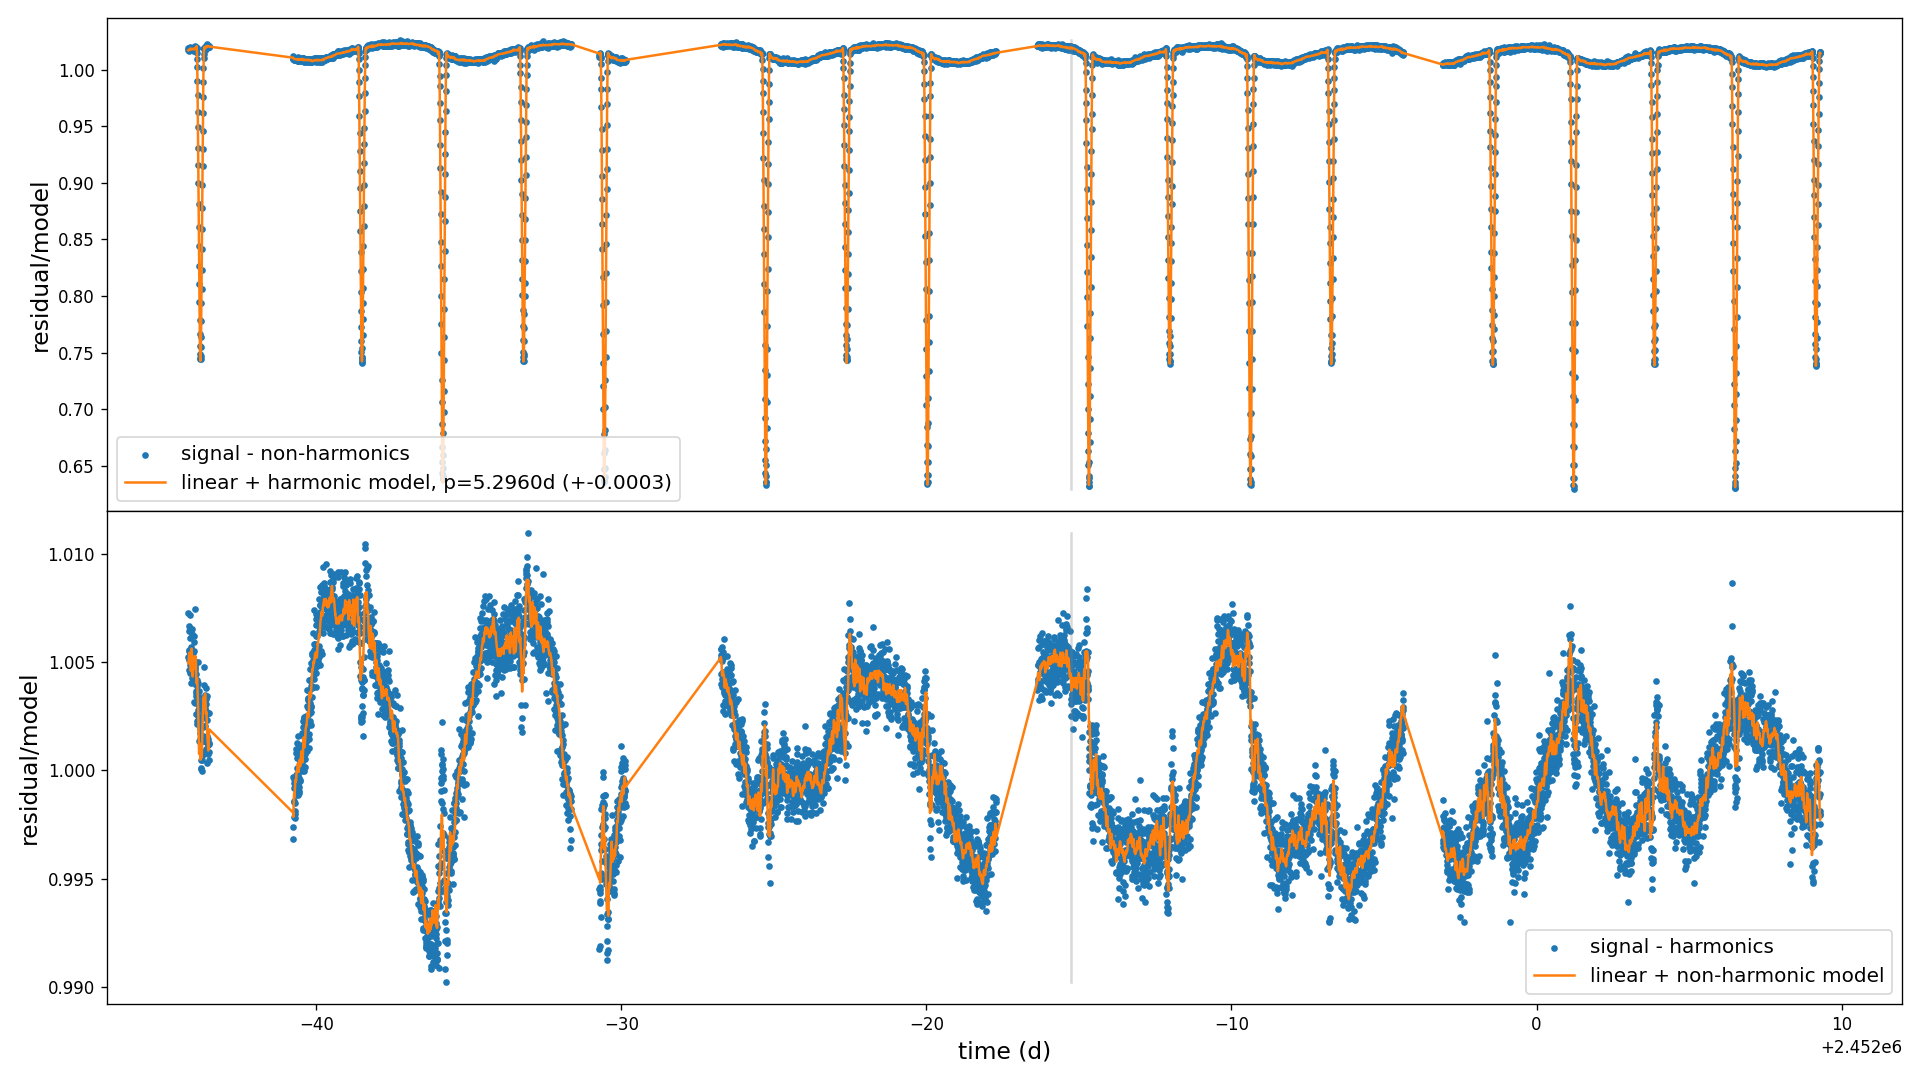 residual/model
1.00
0.95
0.90
0.85
0.80
0.75
0.70
0.65
signal - non-harmonics
linear + harmonic model, p=5.2960d (+-0.0003)
residual/model
1.010
1.005
1.000
0.995
0.990
signal - harmonics
linear + non-harmonic model
−40 −30 −20 −10 0 10
time (d)
+2.452e6